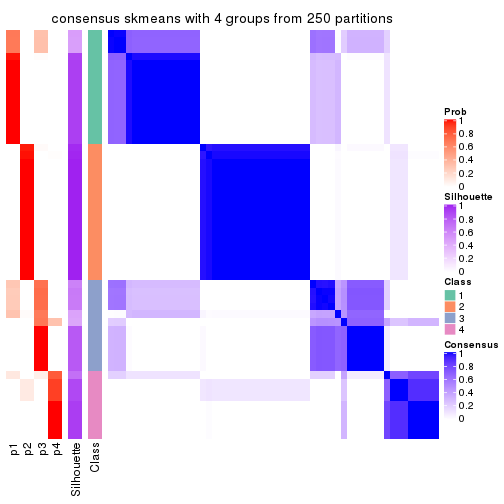 consensus skmeans with 4 groups from 250 partitions
Prob
1
0.8
0.6
0.4
0.2
0
Silhouette
1
0.8
0.6
0.4
0.2
0
Class
1
2
3
4
Consensus
1
0.8
0.6
0.4
0.2
0
p1
p2
p3
p4
Silhouette
Class